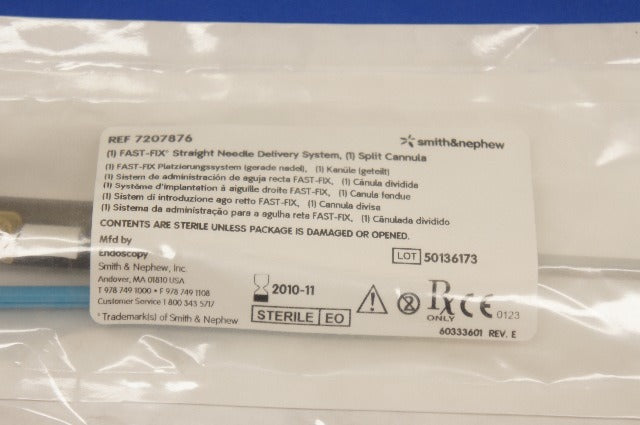 REF 7207876
smith&nephew
(1) FAST-FIX* Straight Needle Delivery System, (1) Split Cannula
(1) FAST-FIX Platzierungssystem (gerade nadel), (1) Kanüle (geteilt)
(1) Sistem de administración de aguja recta FAST-FIX, (1) Cánula dividida
(1) Système d'implantation à aiguille droite FAST-FIX, (1) Canule fendue
(1) Sistem di introduzione ago retto FAST-FIX, (1) Cannula divisa
(1) Sistema da administração para a agulha reta FAST-FIX, (1) Cânulada dividido
CONTENTS ARE STERILE UNLESS PACKAGE IS DAMAGED OR OPENED.
Mfd by
Endoscopy
Smith & Nephew, Inc.
Andover, MA 01810 USA
T 978 749 1000 • F 978 749 1108
Customer Service 1 800 343 5717
*Trademark(s) of Smith & Nephew
LOT 50136173
2010-11
STERILE EO
Rx ONLY
CE 0123
60333601 REV. E